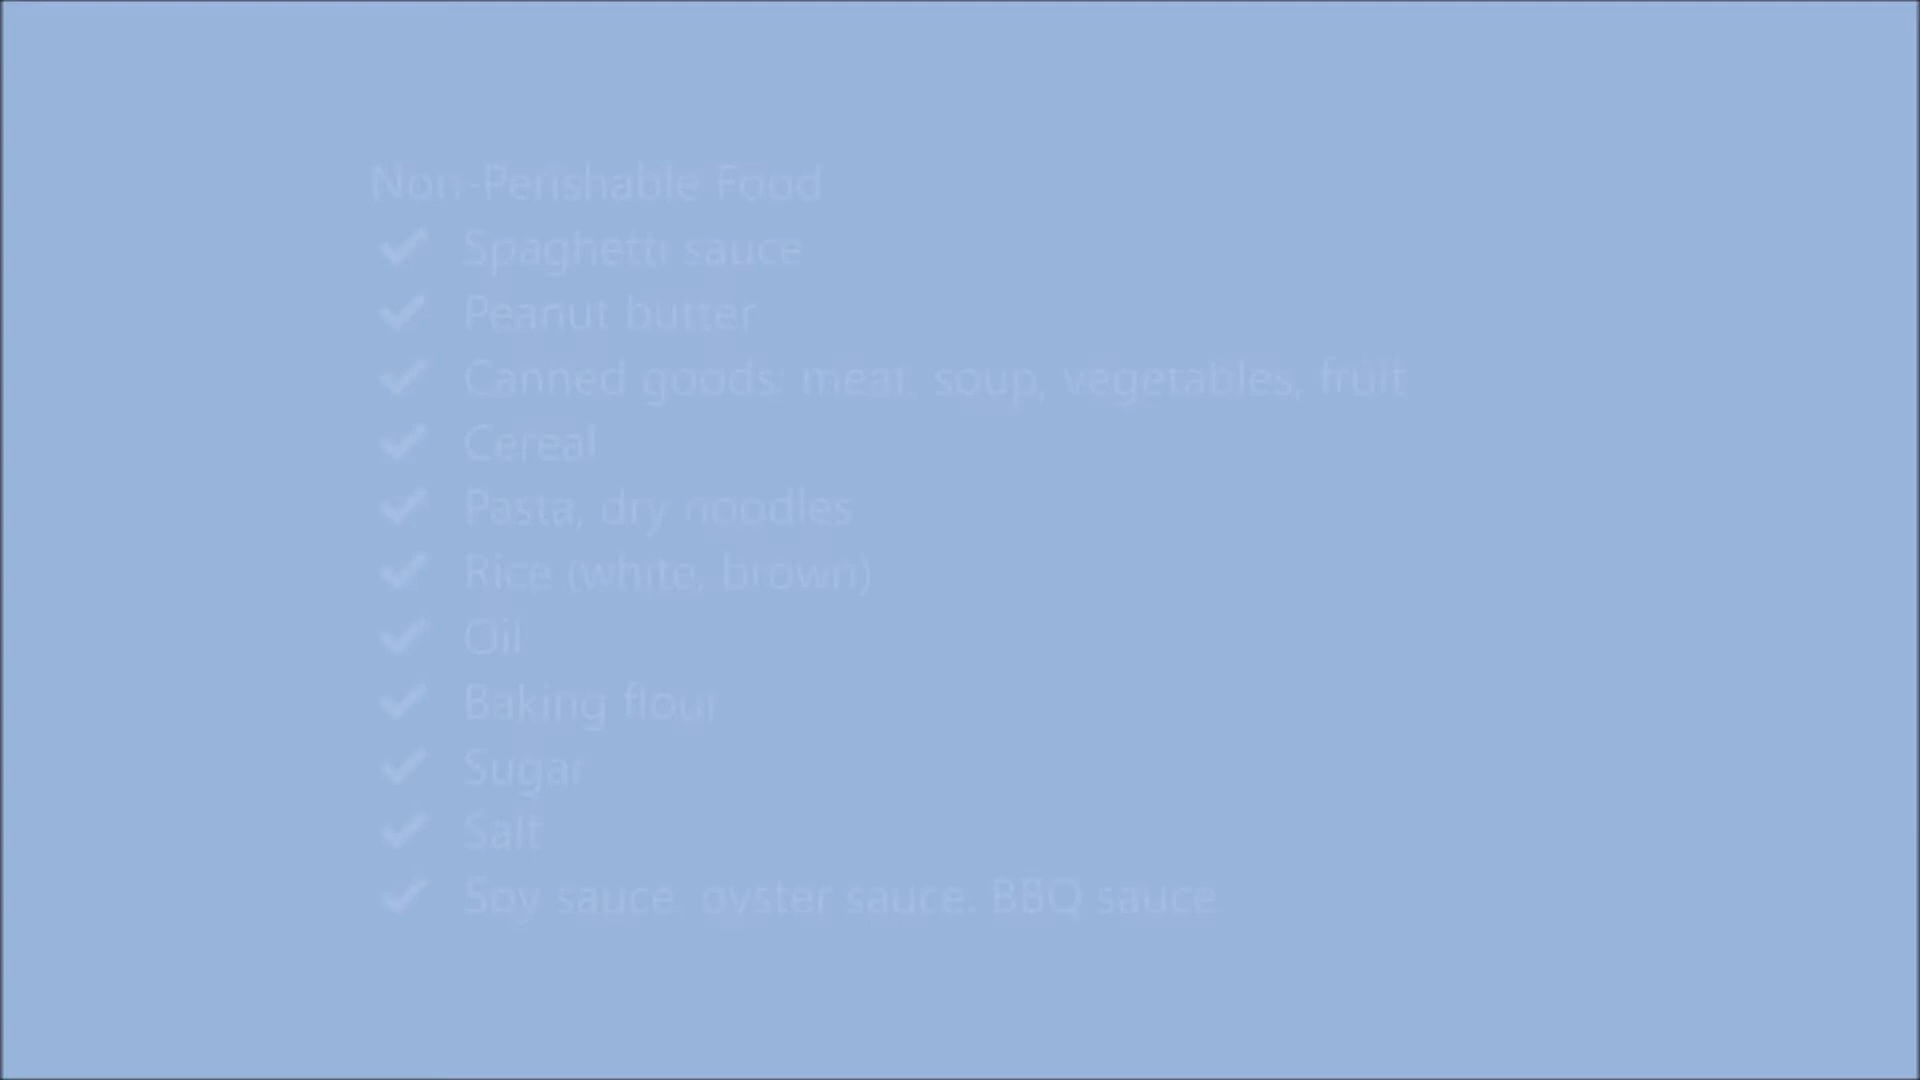 Non-Perishable Food
✔ Spaghetti sauce
✔ Peanut butter
✔ Canned goods: meat, soup, vegetables, fruit
✔ Cereal
✔ Pasta, dry noodles
✔ Rice (white, brown)
✔ Oil
✔ Baking flour
✔ Sugar
✔ Salt
✔ Soy sauce, oyster sauce, BBQ sauce